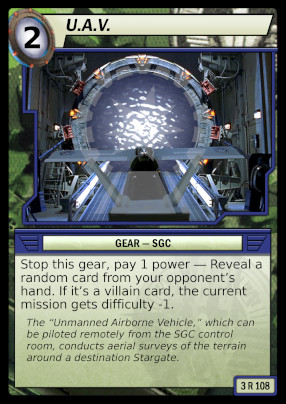 U.A.V.
2
GEAR — SGC
Stop this gear, pay 1 power — Reveal a
random card from your opponent's
hand. If it's a villain card, the current
mission gets difficulty -1.
The “Unmanned Airborne Vehicle,” which can
be piloted remotely from the SGC control
room, conducts aerial surveys of the terrain
around a destination Stargate.
3 R 108